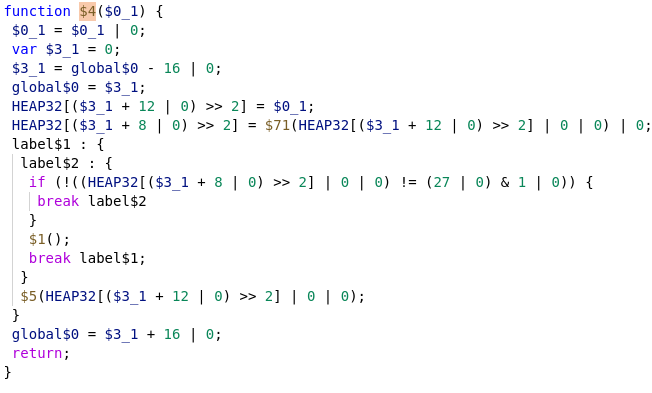 function $4($0_1) {
$0_1 = $0_1 | 0;
var $3_1 = 0;
$3_1 = global$0 - 16 | 0;
global$0 = $3_1;
HEAP32[($3_1 + 12 | 0) >> 2] = $0_1;
HEAP32[($3_1 + 8 | 0) >> 2] = $71(HEAP32[($3_1 + 12 | 0) >> 2] | 0 | 0) | 0;
label$1 : {
label$2 : {
if (!((HEAP32[($3_1 + 8 | 0) >> 2] | 0 | 0) != (27 | 0) & 1 | 0)) {
break label$2
}
$1();
break label$1;
}
$5(HEAP32[($3_1 + 12 | 0) >> 2] | 0 | 0);
}
global$0 = $3_1 + 16 | 0;
return;
}